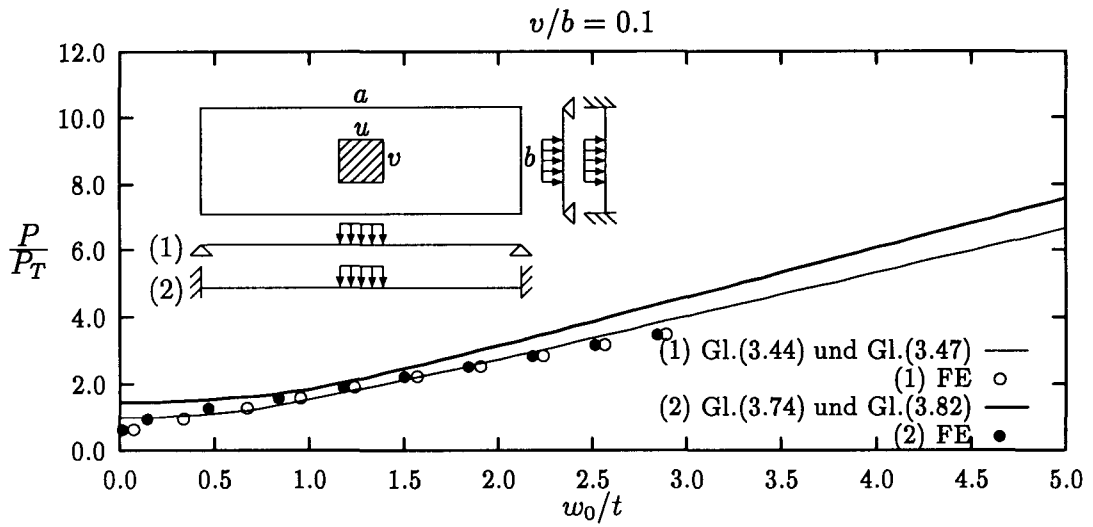 v/b = 0.1
12.0
10.0
8.0
6.0
4.0
2.0
0.0
P
P_T
a
u
v
b
(1)
(2)
(1) Gl.(3.44) und Gl.(3.47)
(1) FE
(2) Gl.(3.74) und Gl.(3.82)
(2) FE
0.0 0.5 1.0 1.5 2.0 2.5 3.0 3.5 4.0 4.5 5.0
w_0/t